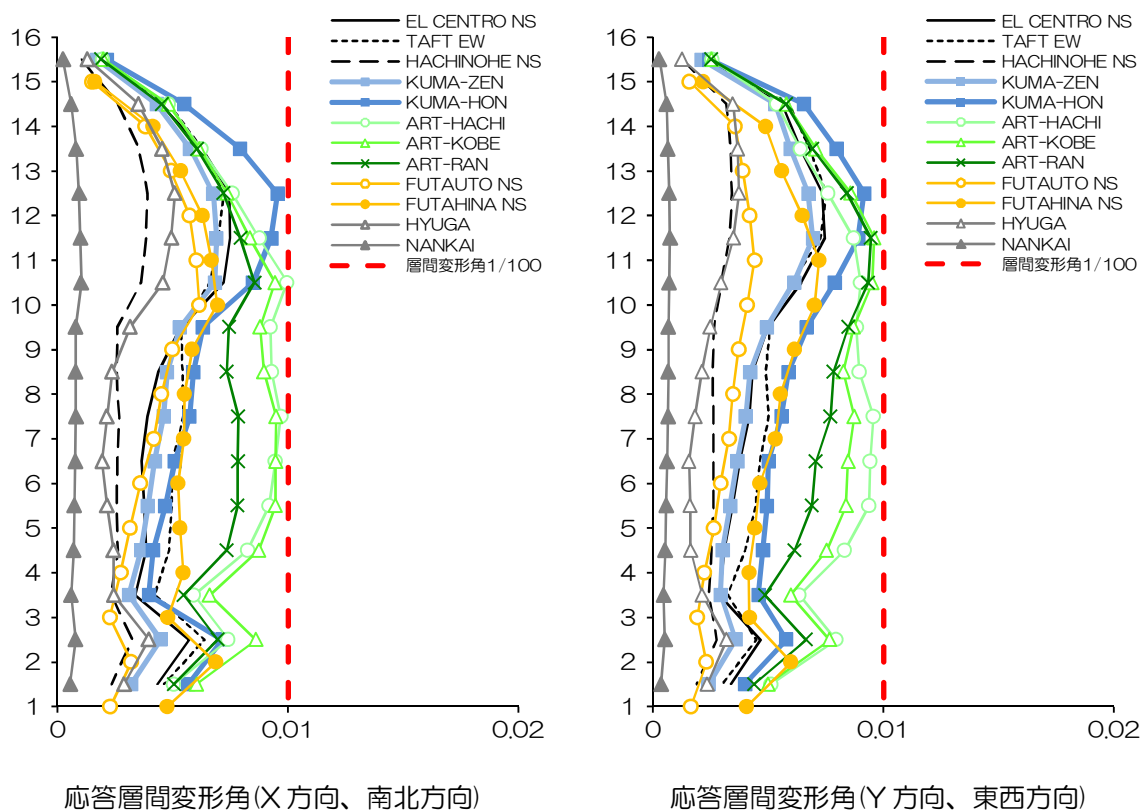 EL CENTRO NS
TAFT EW
HACHINOHE NS
KUMA-ZEN
KUMA-HON
ART-HACHI
ART-KOBE
ART-RAN
FUTAUTO NS
FUTAHINA NS
HYUGA
NANKAI
層間変形角1/100
16
15
14
13
12
11
10
9
8
7
6
5
4
3
2
1
0
0.01
0.02
応答層間変形角(X 方向、南北方向)
EL CENTRO NS
TAFT EW
HACHINOHE NS
KUMA-ZEN
KUMA-HON
ART-HACHI
ART-KOBE
ART-RAN
FUTAUTO NS
FUTAHINA NS
HYUGA
NANKAI
層間変形角1/100
16
15
14
13
12
11
10
9
8
7
6
5
4
3
2
1
0
0.01
0.02
応答層間変形角(Y 方向、東西方向)